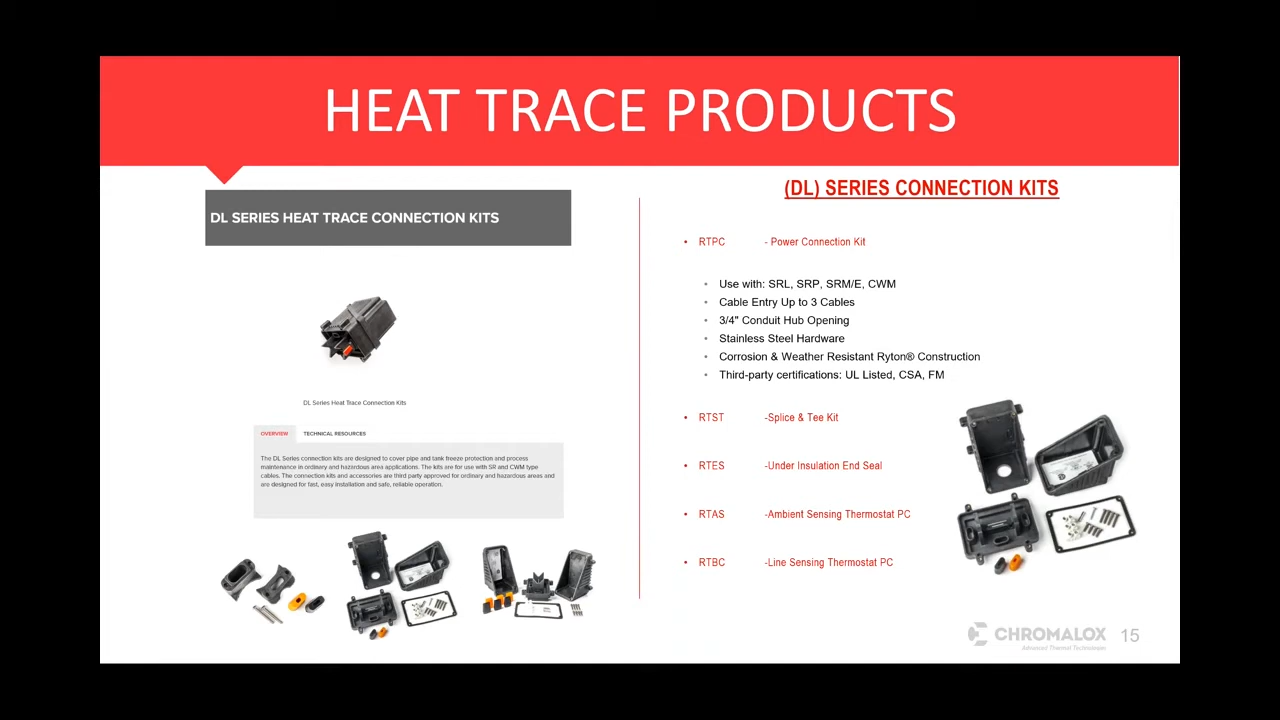 HEAT TRACE PRODUCTS
DL SERIES HEAT TRACE CONNECTION KITS
DL Series Heat Trace Connection Kits
OVERVIEW TECHNICAL RESOURCES
The DL Series connection kits are designed to cover pipe and tank freeze protection and process
maintenance in ordinary and hazardous area applications. The kits are for use with SR and CWM type
cables. The connection kits and accessories are third party approved for ordinary and hazardous areas and
are designed for fast, easy installation and safe, reliable operation.
(DL) SERIES CONNECTION KITS
• RTPC - Power Connection Kit
• Use with: SRL, SRP, SRM/E, CWM
• Cable Entry Up to 3 Cables
• 3/4" Conduit Hub Opening
• Stainless Steel Hardware
• Corrosion & Weather Resistant Ryton® Construction
• Third-party certifications: UL Listed, CSA, FM
• RTST -Splice & Tee Kit
• RTES -Under Insulation End Seal
• RTAS -Ambient Sensing Thermostat PC
• RTBC -Line Sensing Thermostat PC
CHROMALOX
Advanced Thermal Technologies
15